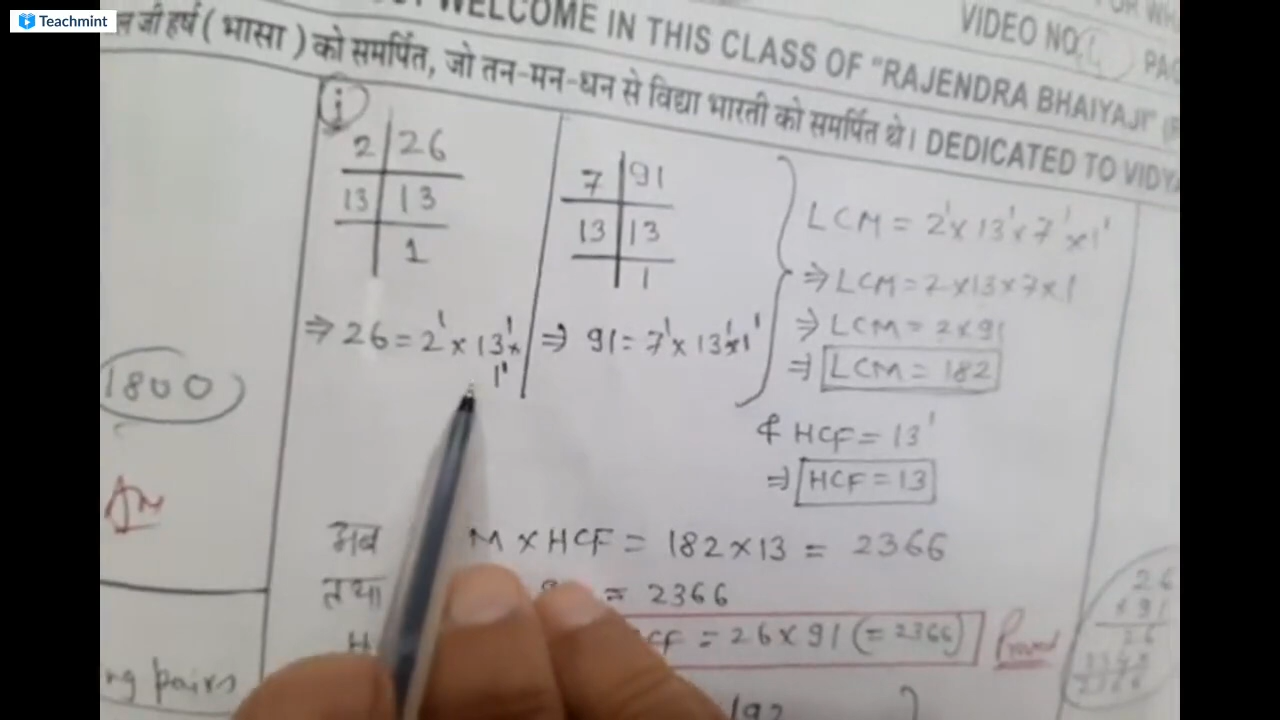 Teachmint
WELCOME IN THIS CLASS OF "RAJENDRA BHAIYAJI"
VIDEO NO. 4
जी हर्ष ( भासा ) को समर्पित, जो तन-मन-धन से विद्या भारती को समर्पित थे। DEDICATED TO
i
2 | 26
13 | 13
1
⇒ 26 = 2¹ × 13¹ × 1¹
7 | 91
13 | 13
1
⇒ 91 = 7¹ × 13¹ × 1¹
LCM = 2¹ × 13¹ × 7¹ × 1¹
⇒ LCM = 2 × 13 × 7 × 1
⇒ LCM = 2 × 91
⇒ LCM = 182
& HCF = 13¹
⇒ HCF = 13
1800
An
अब M × HCF = 182 × 13 = 2366
तथा = 2366
CF = 26 × 91 (= 2366) Proved
26
× 91
26
2366
ng pairs
192